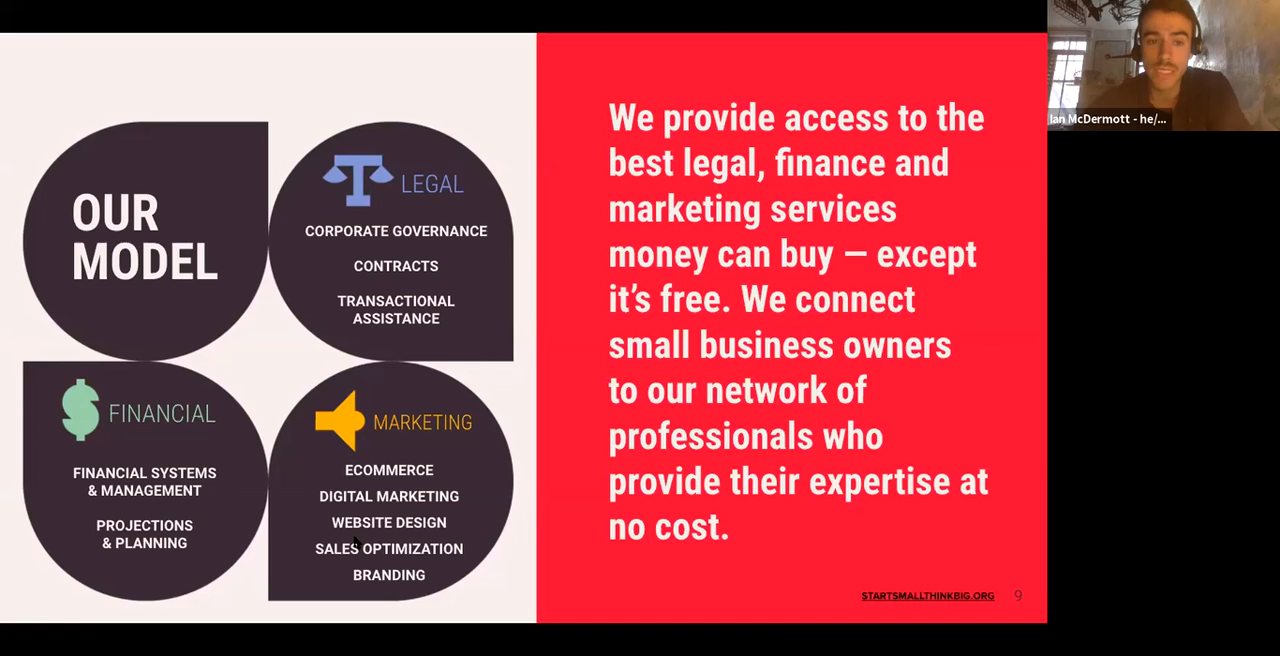 OUR
MODEL
LEGAL
CORPORATE GOVERNANCE
CONTRACTS
TRANSACTIONAL
ASSISTANCE
FINANCIAL
FINANCIAL SYSTEMS
& MANAGEMENT
PROJECTIONS
& PLANNING
MARKETING
ECOMMERCE
DIGITAL MARKETING
WEBSITE DESIGN
SALES OPTIMIZATION
BRANDING
We provide access to the
best legal, finance and
marketing services
money can buy — except
it’s free. We connect
small business owners
to our network of
professionals who
provide their expertise at
no cost.
STARTSMALLTHINKBIG.ORG 9
Ian McDermott - he/...